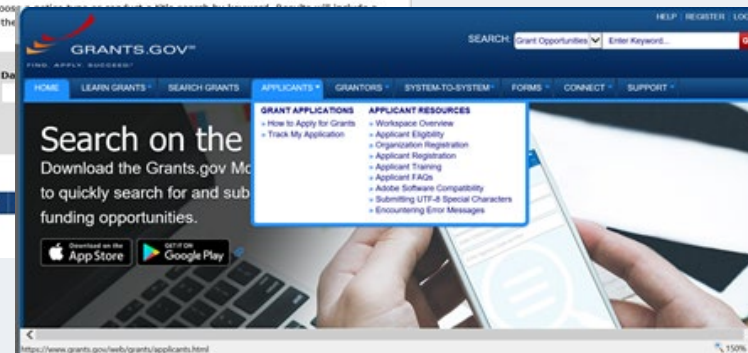 HELP | REGISTER |
GRANTS.GOV℠
SEARCH: Grant Opportunities Enter Keyword...
FIND. APPLY. SUCCEED.
HOME LEARN GRANTS SEARCH GRANTS APPLICANTS GRANTORS SYSTEM-TO-SYSTEM FORMS CONNECT SUPPORT
GRANT APPLICATIONS
» How to Apply for Grants
» Track My Application
APPLICANT RESOURCES
» Workspace Overview
» Applicant Eligibility
» Organization Registration
» Applicant Registration
» Applicant Training
» Applicant FAQs
» Adobe Software Compatibility
» Submitting UTF-8 Special Characters
» Encountering Error Messages
Search on the
Download the Grants.gov Mo
to quickly search for and sub
funding opportunities.
Download on the
App Store
GET IT ON
Google Play
https://www.grants.gov/web/grants/applicants.html
150%